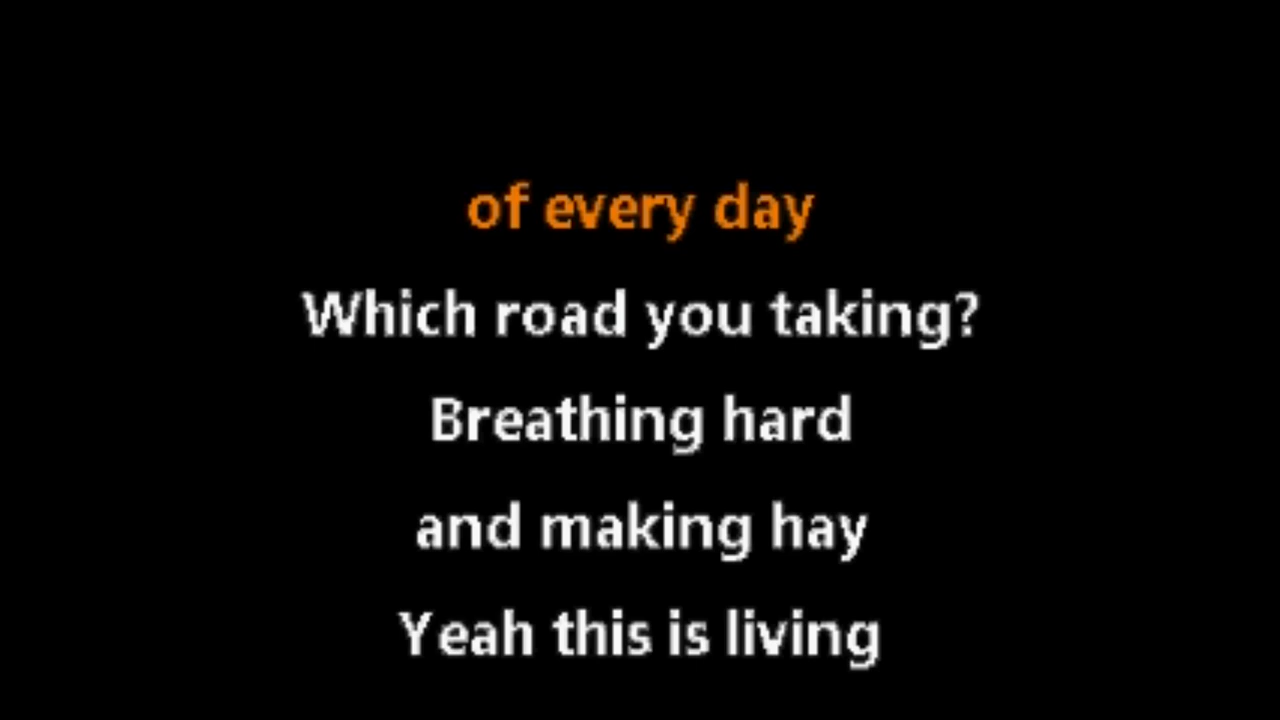 of every day
Which road you taking?
Breathing hard
and making hay
Yeah this is living